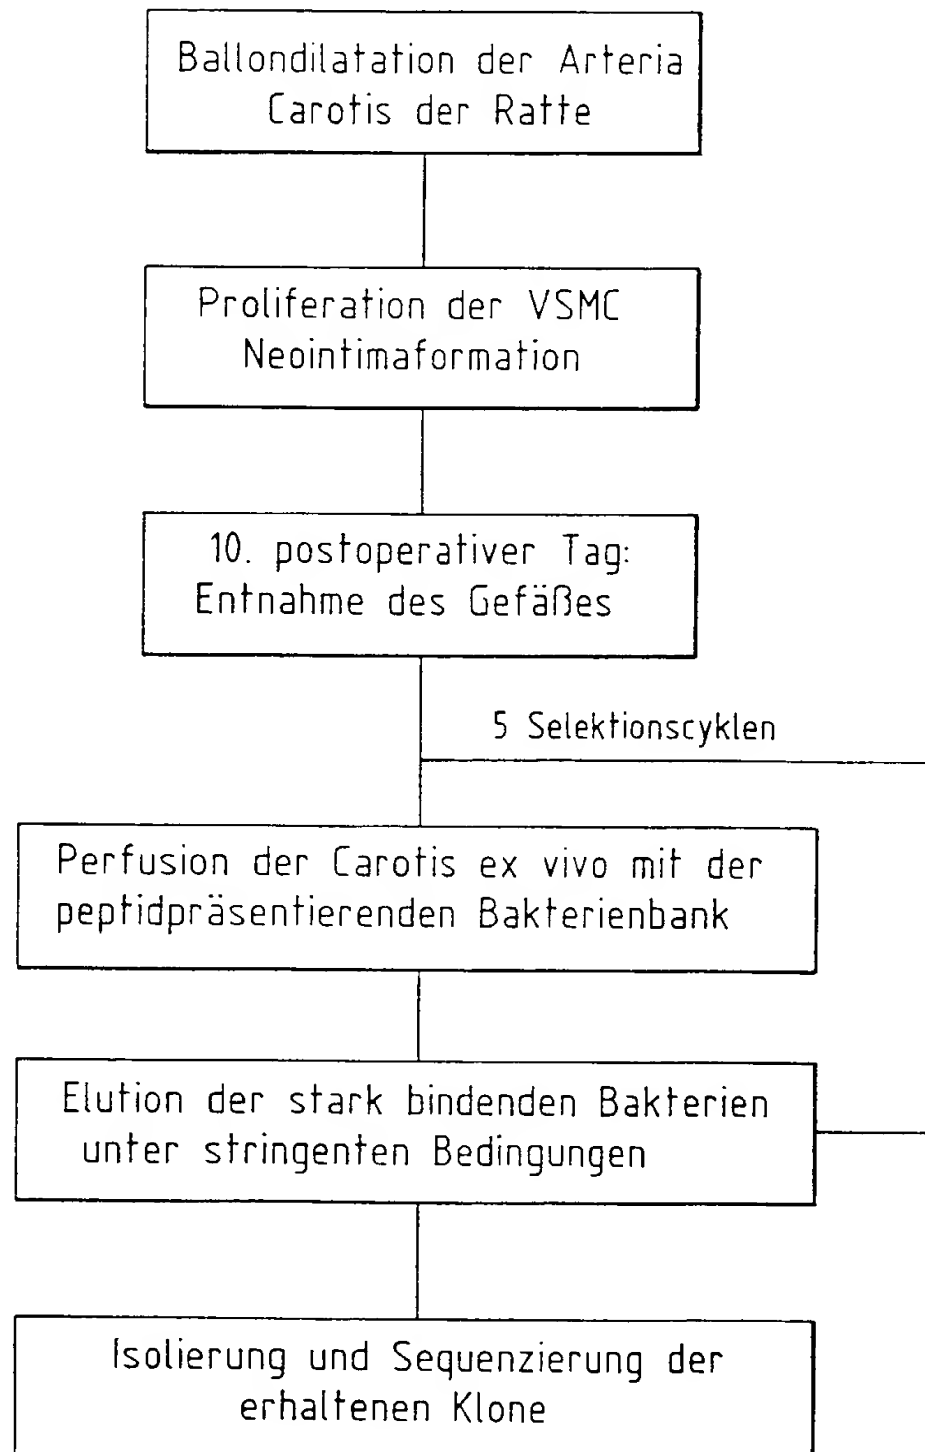 Ballondilatation der Arteria
Carotis der Ratte
Proliferation der VSMC
Neointimaformation
10. postoperativer Tag:
Entnahme des Gefäßes
5 Selektionscyklen
Perfusion der Carotis ex vivo mit der
peptidpräsentierenden Bakterienbank
Elution der stark bindenden Bakterien
unter stringenten Bedingungen
Isolierung und Sequenzierung der
erhaltenen Klone